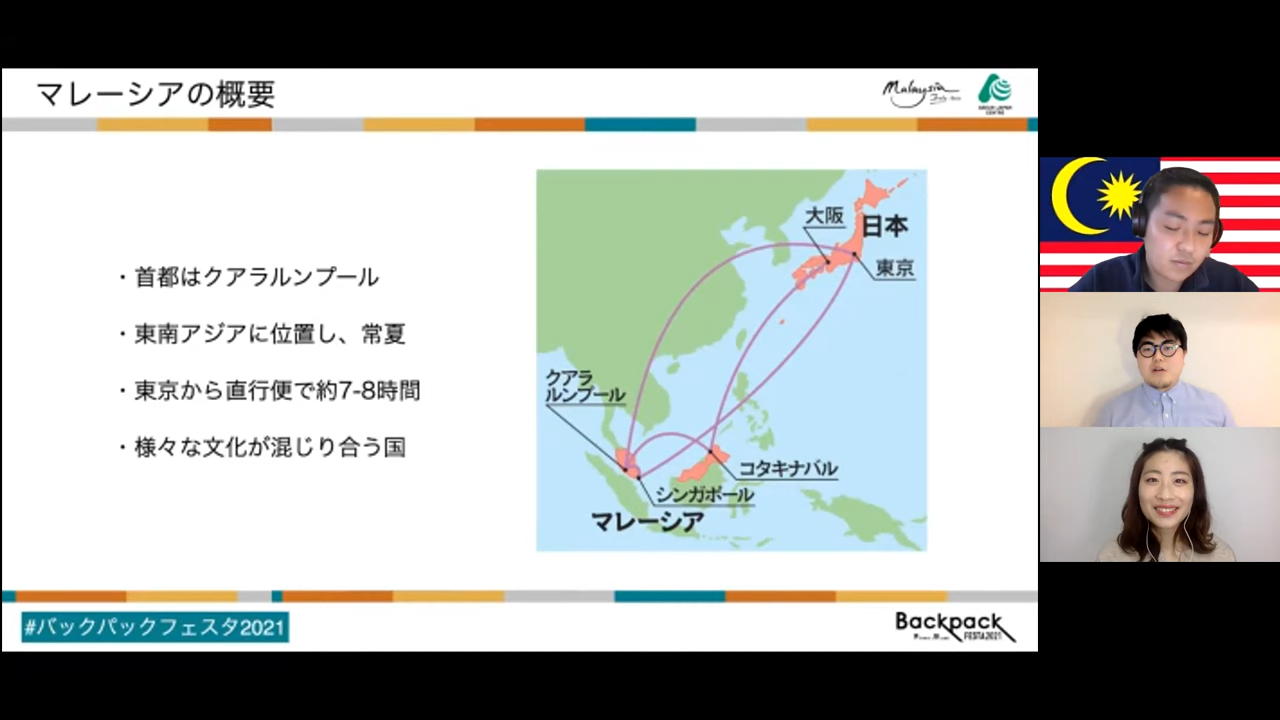 マレーシアの概要
Malaysia
・首都はクアラルンプール
・東南アジアに位置し、常夏
・東京から直行便で約7-8時間
・様々な文化が混じり合う国
大阪
日本
東京
クアラ
ルンプール
コタキナバル
シンガポール
マレーシア
#バックパックフェスタ2021
Backpack
FESTA2021